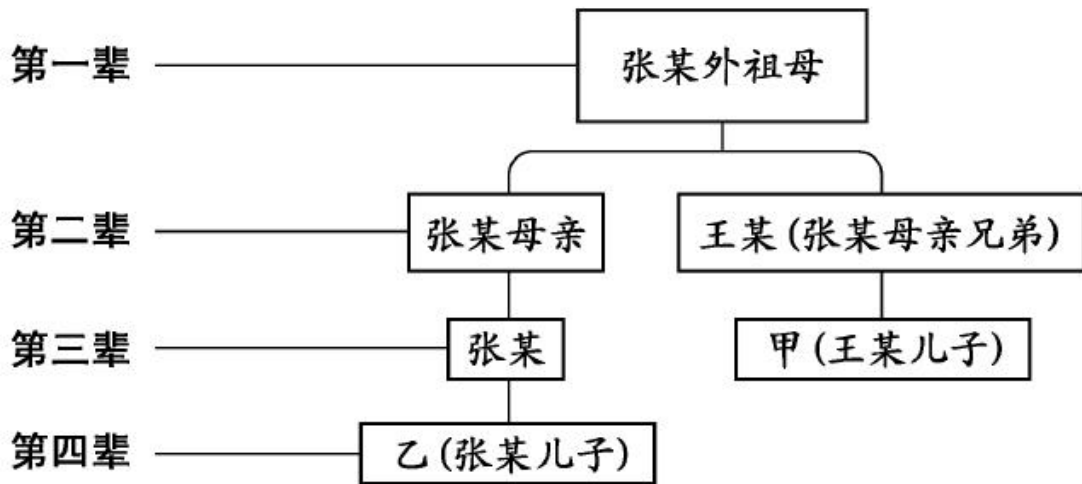 第一辈 张某外祖母
第二辈 张某母亲 王某(张某母亲兄弟)
第三辈 张某 甲(王某儿子)
第四辈 乙(张某儿子)